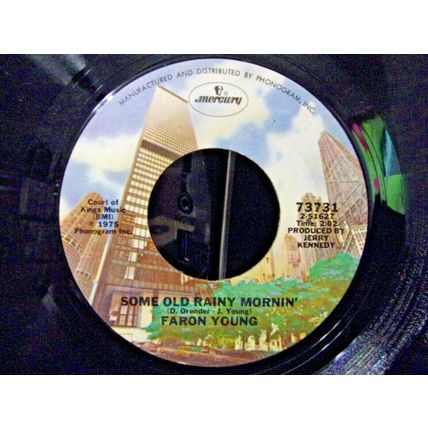 MANUFACTURED AND DISTRIBUTED BY PHONOGRAM, INC.
mercury
Court of
Kings Music
(BMI)
℗ 1975
Phonogram Inc.
73731
2-51627
Time: 2:02
PRODUCED BY
JERRY
KENNEDY
SOME OLD RAINY MORNIN'
(D. Orender - J. Young)
FARON YOUNG